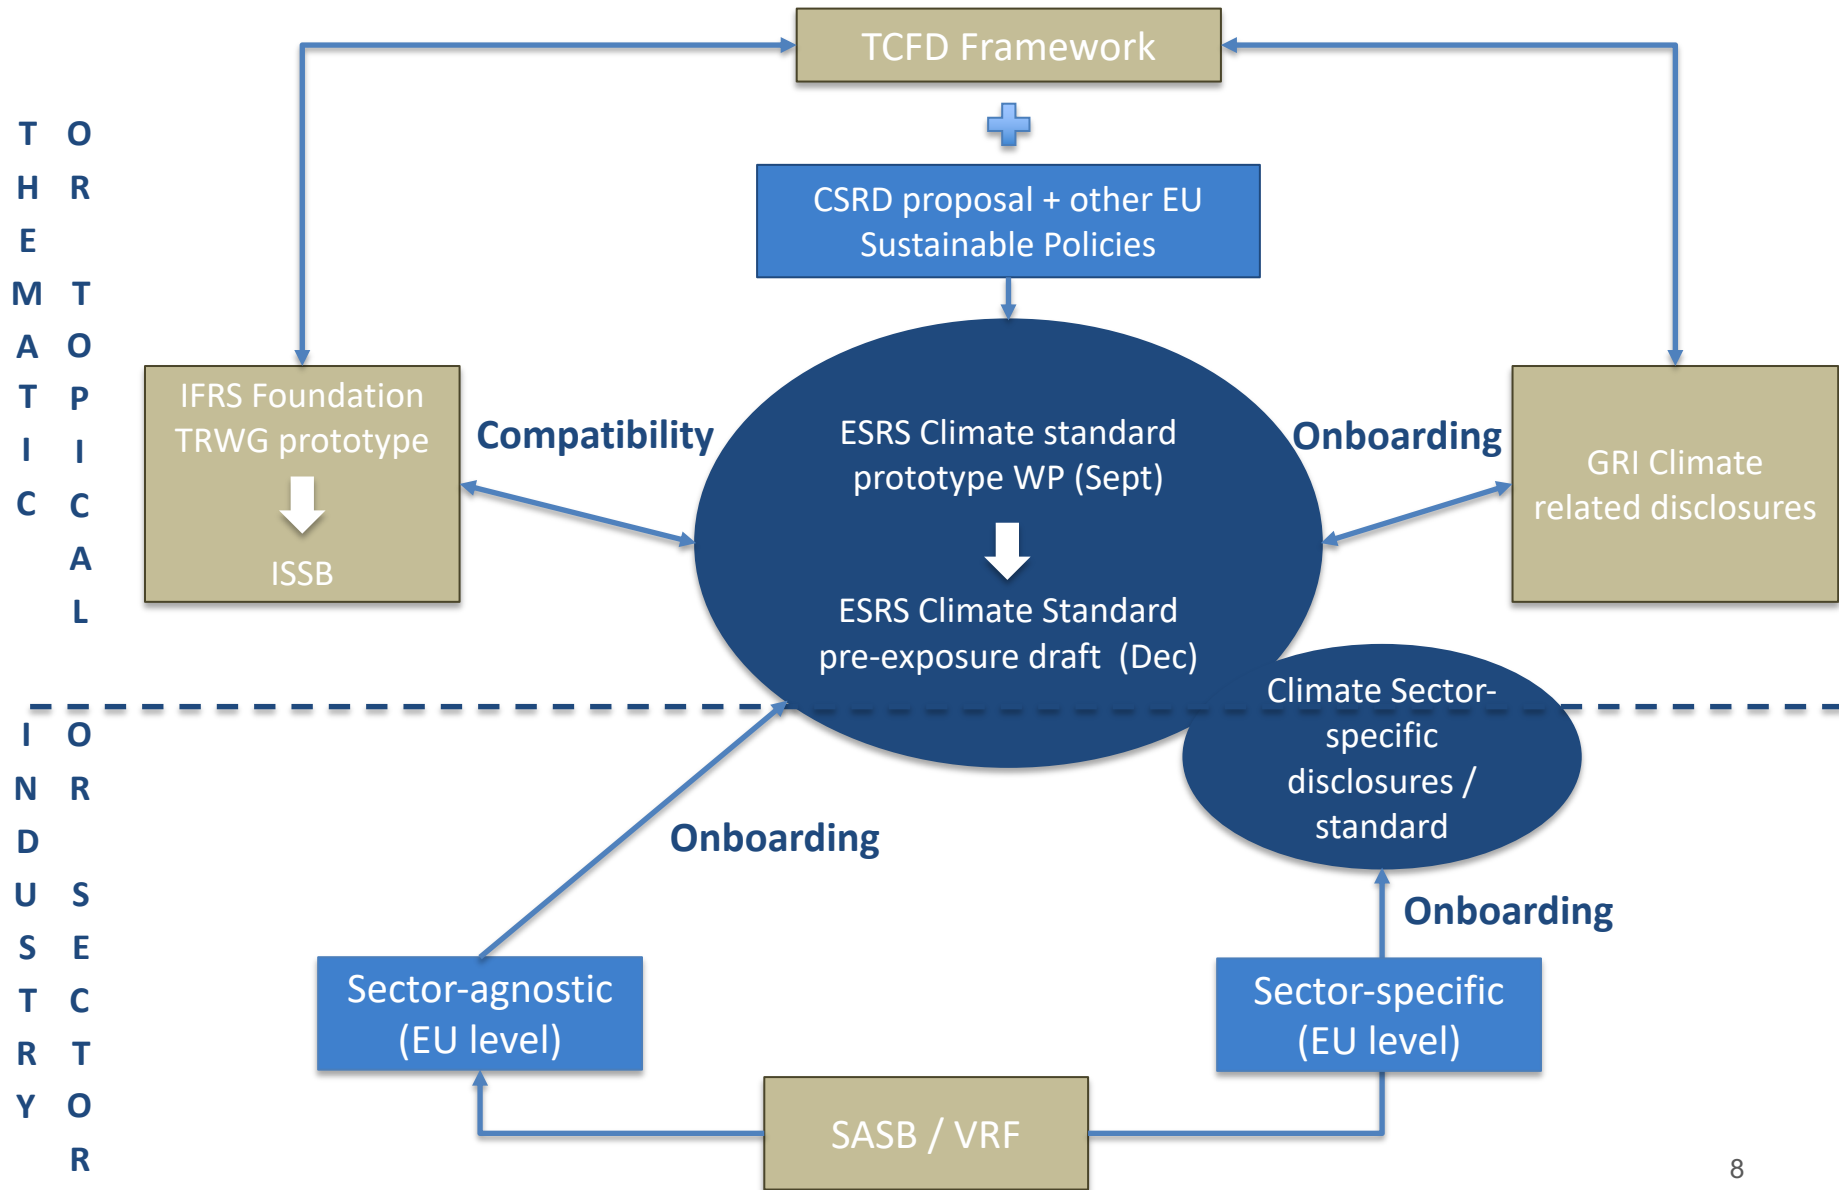 TCFD Framework
CSRD proposal + other EU
Sustainable Policies
THEMATIC
OR TOPICAL
IFRS Foundation
TRWG prototype
ISSB
Compatibility
ESRS Climate standard
prototype WP (Sept)
ESRS Climate Standard
pre-exposure draft (Dec)
Onboarding
GRI Climate
related disclosures
Climate Sector-
specific
disclosures /
standard
INDUSTRY
OR SECTOR
Onboarding
Onboarding
Sector-agnostic
(EU level)
Sector-specific
(EU level)
SASB / VRF
8